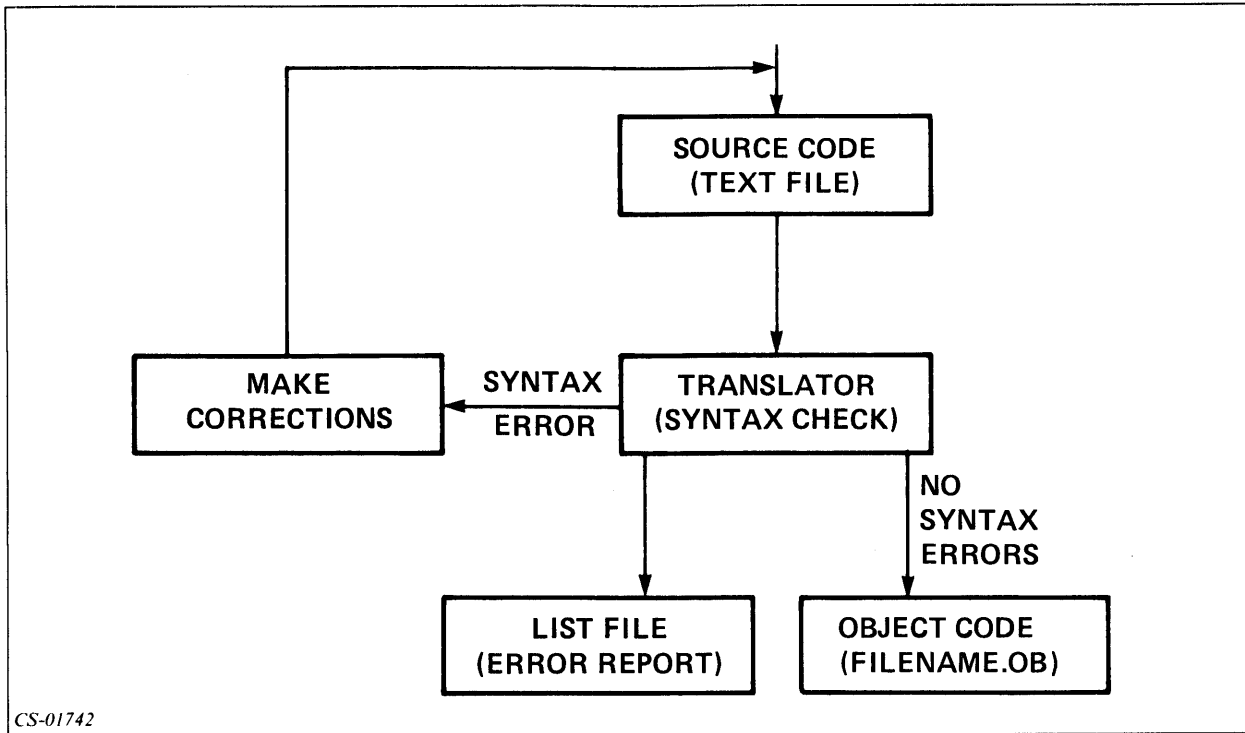 SOURCE CODE
(TEXT FILE)
MAKE
CORRECTIONS
SYNTAX
ERROR
TRANSLATOR
(SYNTAX CHECK)
NO
SYNTAX
ERRORS
LIST FILE
(ERROR REPORT)
OBJECT CODE
(FILENAME.OB)
CS-01742